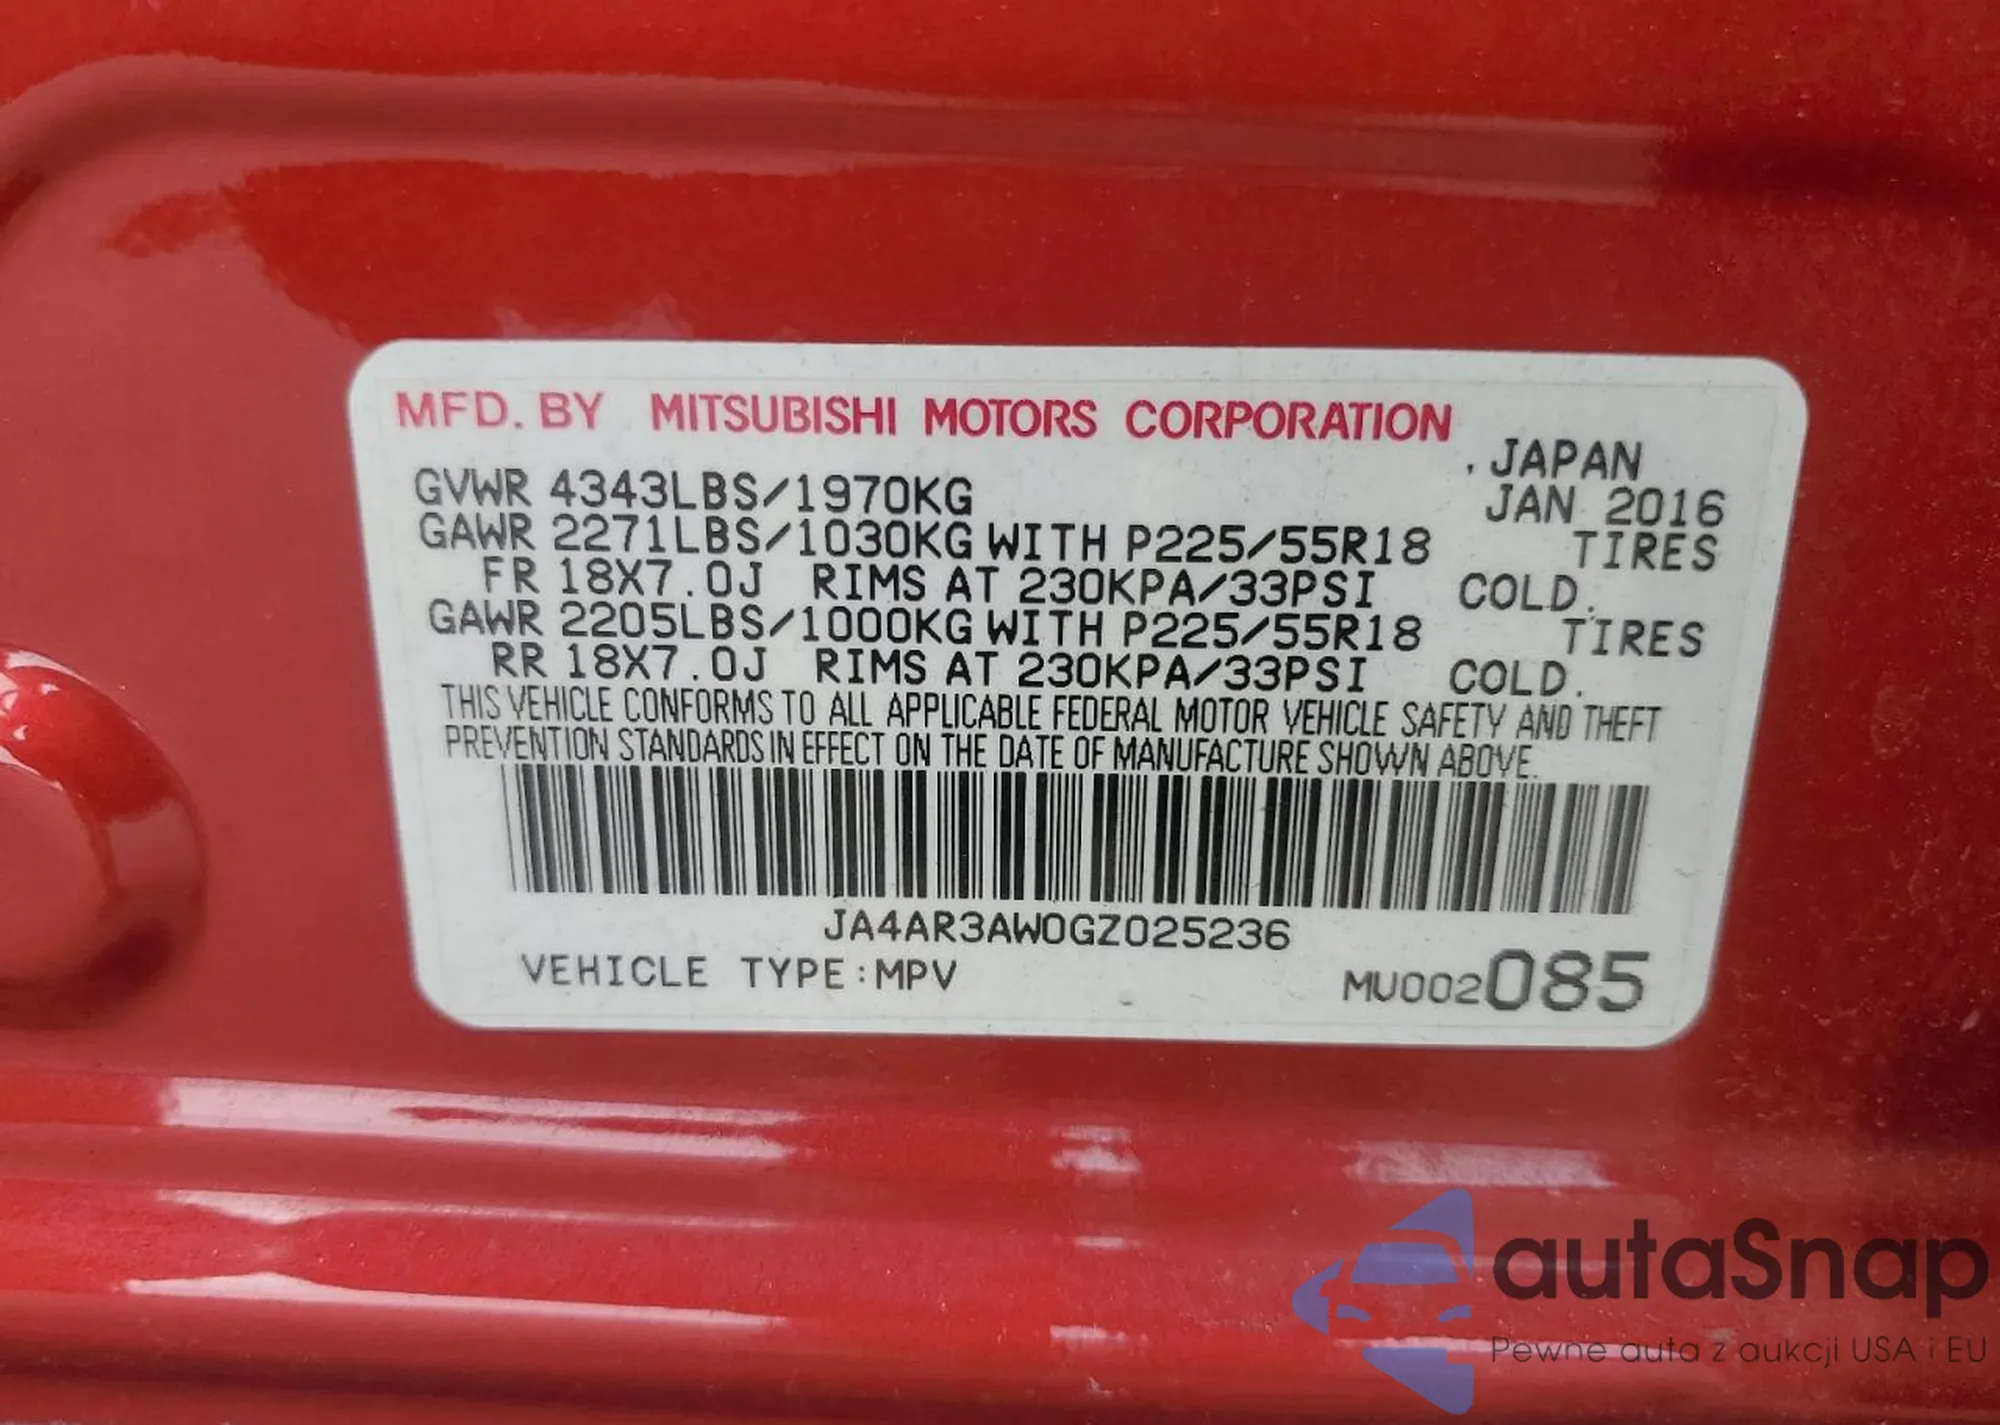 MFD. BY MITSUBISHI MOTORS CORPORATION
. JAPAN
GVWR 4343LBS/1970KG JAN 2016
GAWR 2271LBS/1030KG WITH P225/55R18 TIRES
FR 18X7.0J RIMS AT 230KPA/33PSI COLD.
GAWR 2205LBS/1000KG WITH P225/55R18 TIRES
RR 18X7.0J RIMS AT 230KPA/33PSI COLD.
THIS VEHICLE CONFORMS TO ALL APPLICABLE FEDERAL MOTOR VEHICLE SAFETY AND THEFT
PREVENTION STANDARDS IN EFFECT ON THE DATE OF MANUFACTURE SHOWN ABOVE.
JA4AR3AW0GZ025236
VEHICLE TYPE:MPV MU002085
autaSnap
Pewne auta z aukcji USA i EU